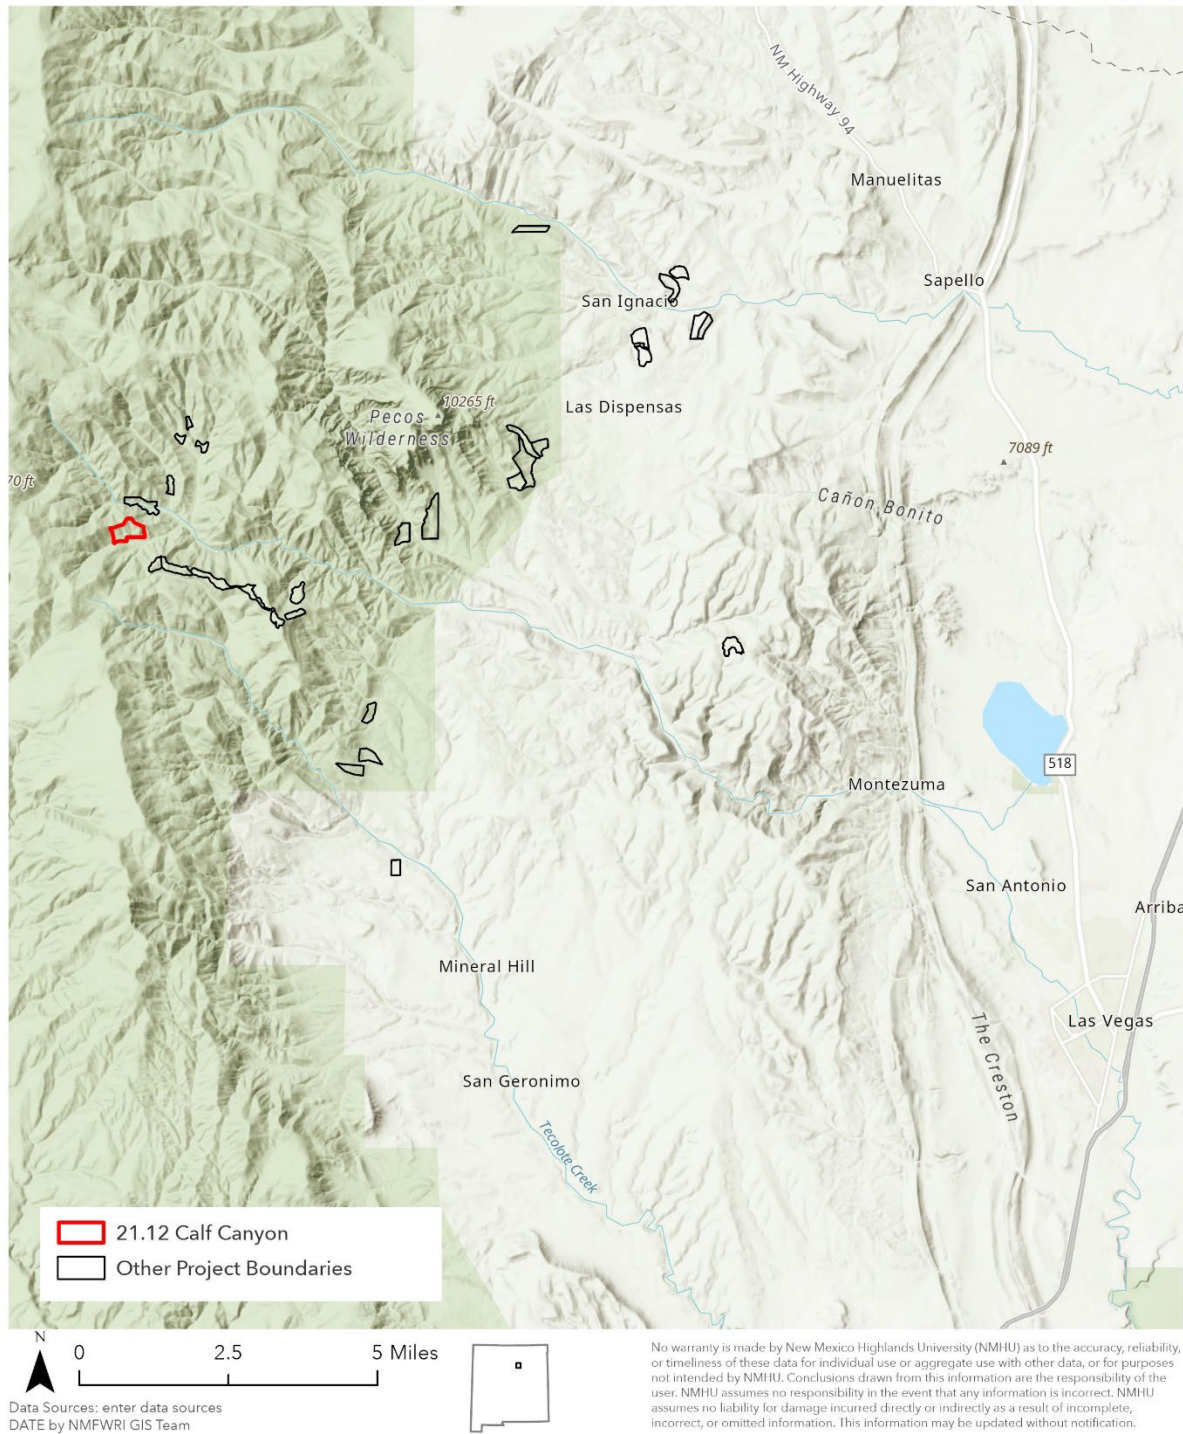 NM Highway 94
Manuelitas
Sapello
San Ignacio
10265 ft
Pecos
Wilderness
Las Dispensas
7089 ft
70 ft
Cañon Bonito
518
Montezuma
San Antonio
Arriba
Mineral Hill
Las Vegas
The Creston
San Geronimo
Tecolote Creek
21.12 Calf Canyon
Other Project Boundaries
N
0 2.5 5 Miles
Data Sources: enter data sources
DATE by NMFWRI GIS Team
No warranty is made by New Mexico Highlands University (NMHU) as to the accuracy, reliability,
or timeliness of these data for individual use or aggregate use with other data, or for purposes
not intended by NMHU. Conclusions drawn from this information are the responsibility of the
user. NMHU assumes no responsibility in the event that any information is incorrect. NMHU
assumes no liability for damage incurred directly or indirectly as a result of incomplete,
incorrect, or omitted information. This information may be updated without notification.